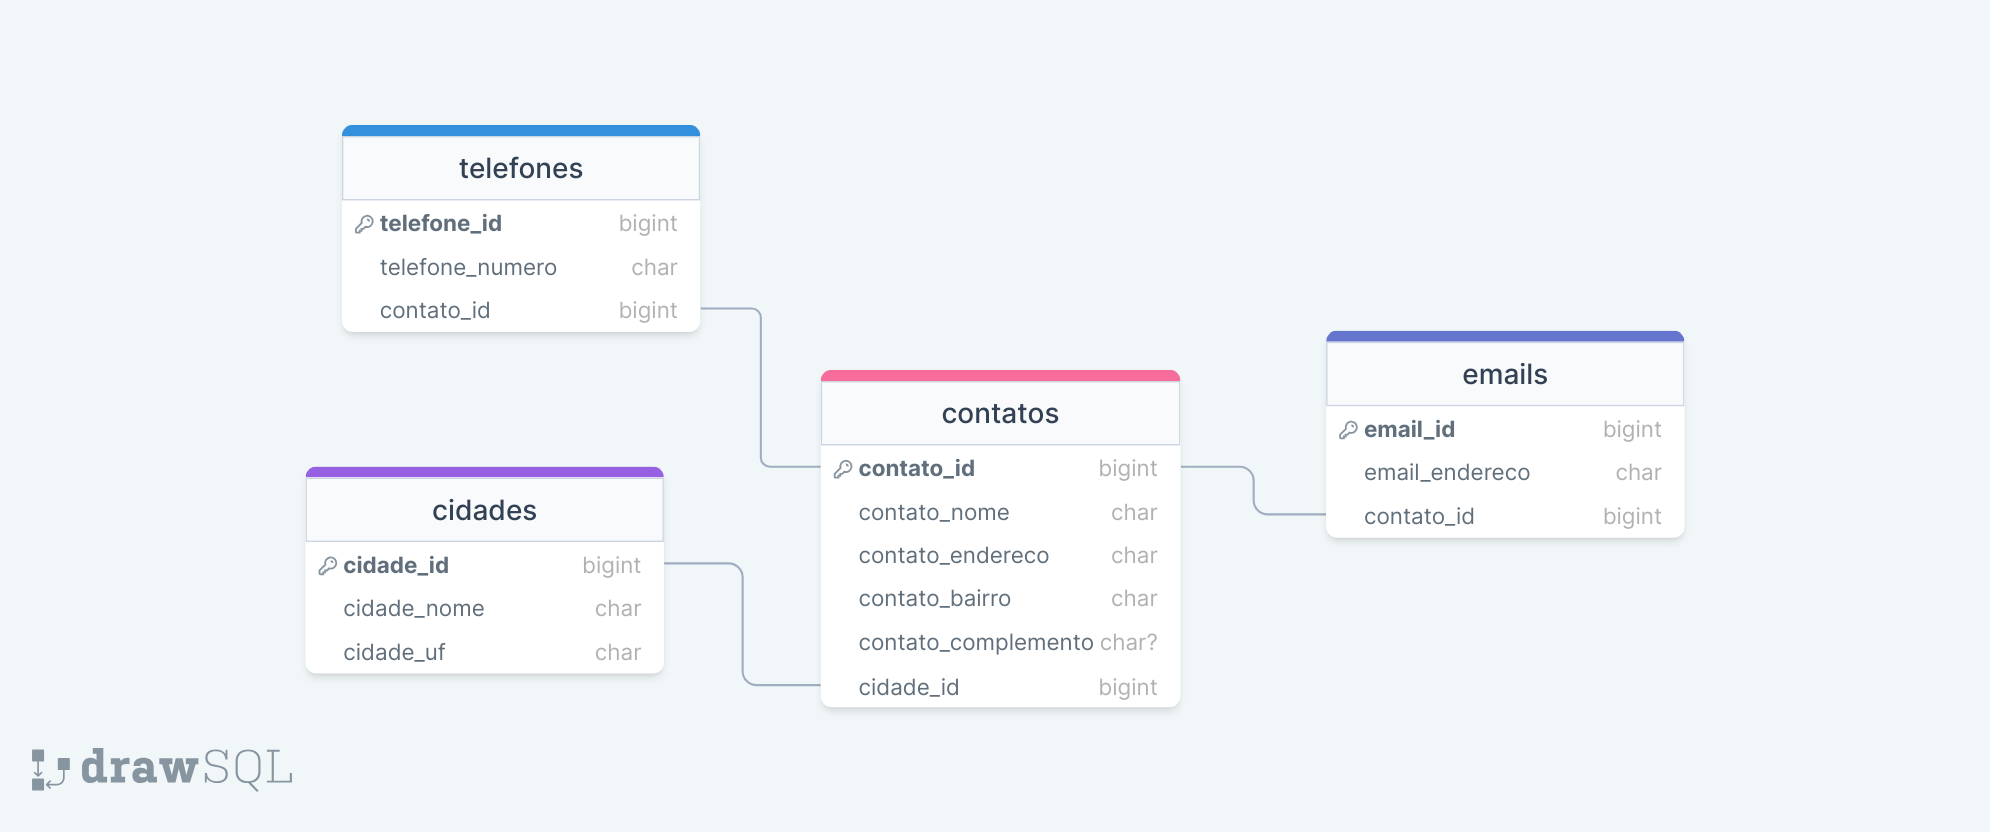 telefones
telefone_id bigint
telefone_numero char
contato_id bigint
cidades
cidade_id bigint
cidade_nome char
cidade_uf char
contatos
contato_id bigint
contato_nome char
contato_endereco char
contato_bairro char
contato_complemento char?
cidade_id bigint
emails
email_id bigint
email_endereco char
contato_id bigint
drawSQL